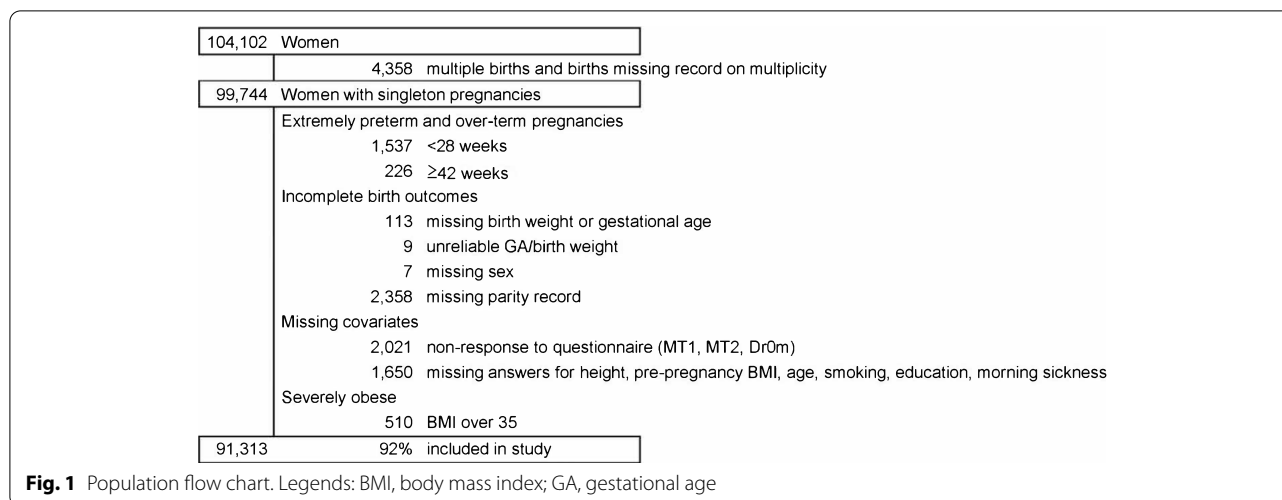 104,102 Women
4,358 multiple births and births missing record on multiplicity
99,744 Women with singleton pregnancies
Extremely preterm and over-term pregnancies
1,537 <28 weeks
226 ≥42 weeks
Incomplete birth outcomes
113 missing birth weight or gestational age
9 unreliable GA/birth weight
7 missing sex
2,358 missing parity record
Missing covariates
2,021 non-response to questionnaire (MT1, MT2, Dr0m)
1,650 missing answers for height, pre-pregnancy BMI, age, smoking, education, morning sickness
Severely obese
510 BMI over 35
91,313 92% included in study
Fig. 1 Population flow chart. Legends: BMI, body mass index; GA, gestational age